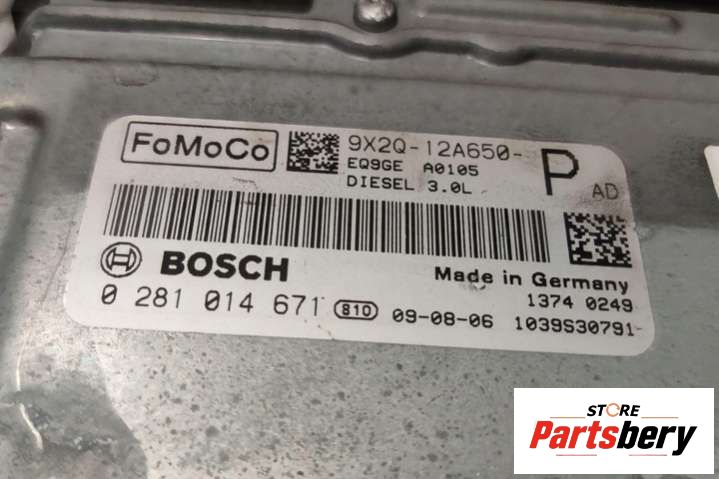 FoMoCo
9X2Q-12A650-
P
AD
EQ9GE A0105
DIESEL 3.0L
BOSCH
Made in Germany
1374 0249
0 281 014 671 S10 09-08-06 1039S30791
STORE
Partsbery